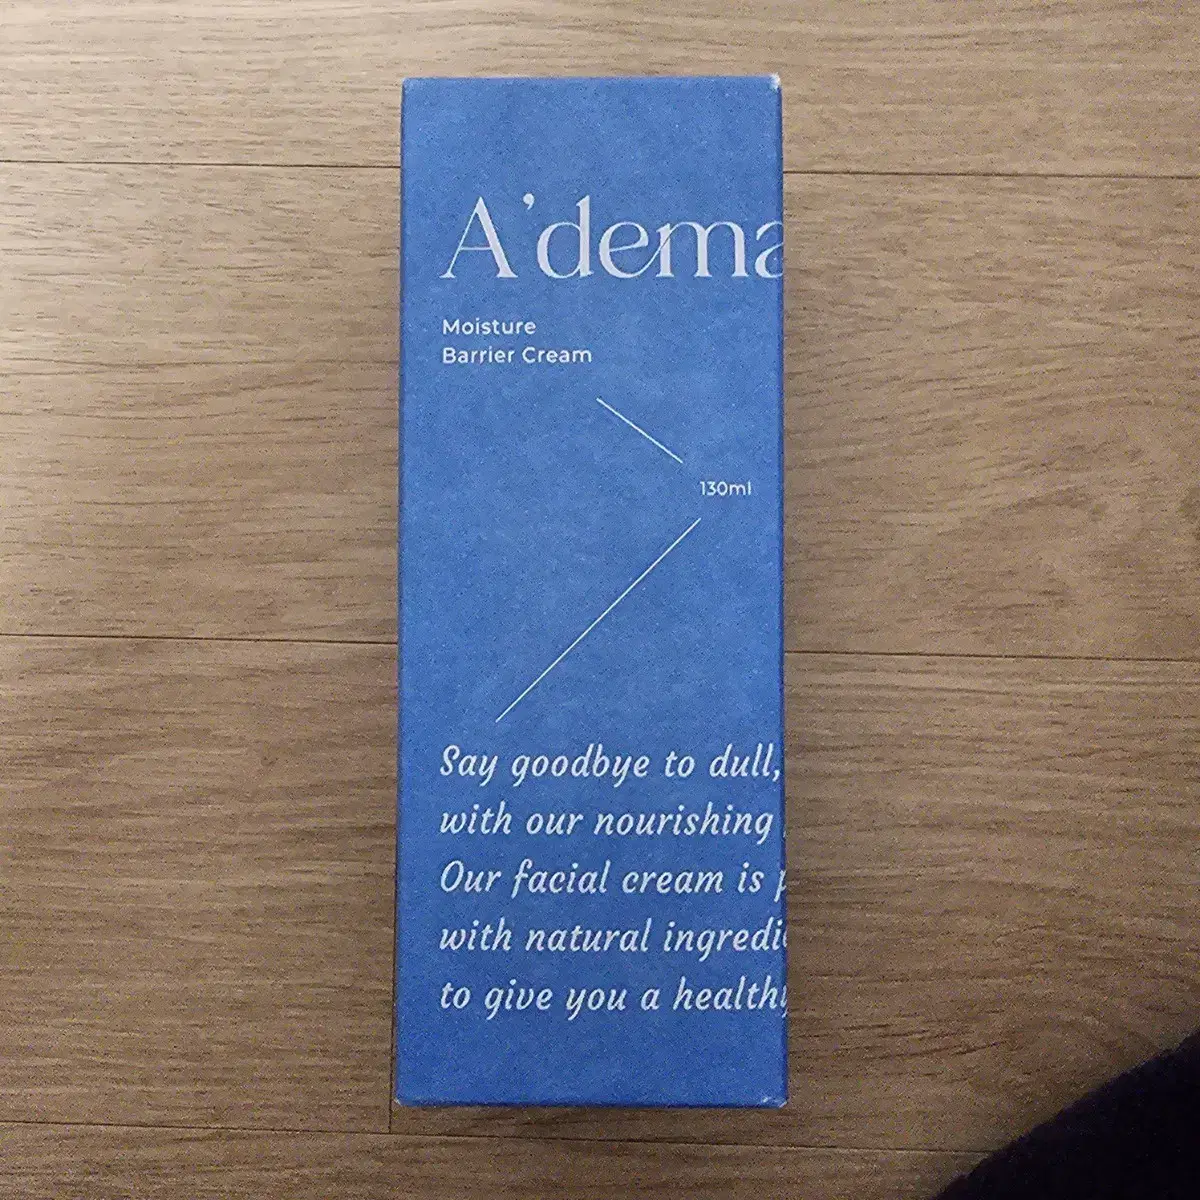 A'dema
Moisture
Barrier Cream
130ml
Say goodbye to dull,
with our nourishing
Our facial cream is
with natural ingredi
to give you a healthy